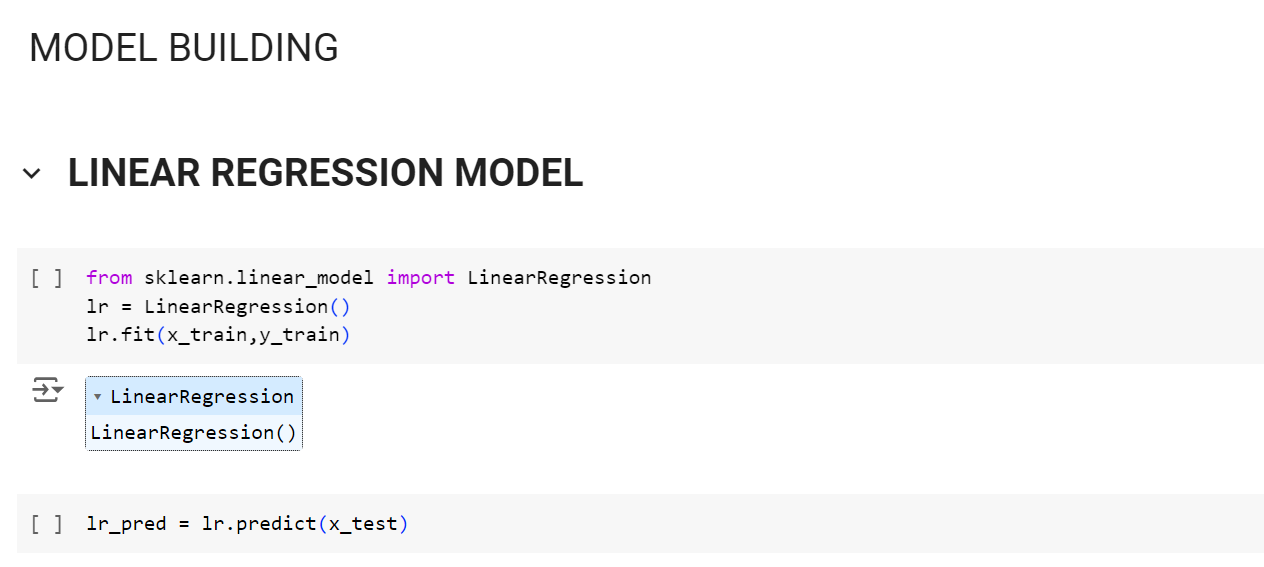 MODEL BUILDING
LINEAR REGRESSION MODEL
[ ] from sklearn.linear_model import LinearRegression
lr = LinearRegression()
lr.fit(x_train,y_train)
▾ LinearRegression
LinearRegression()
[ ] lr_pred = lr.predict(x_test)